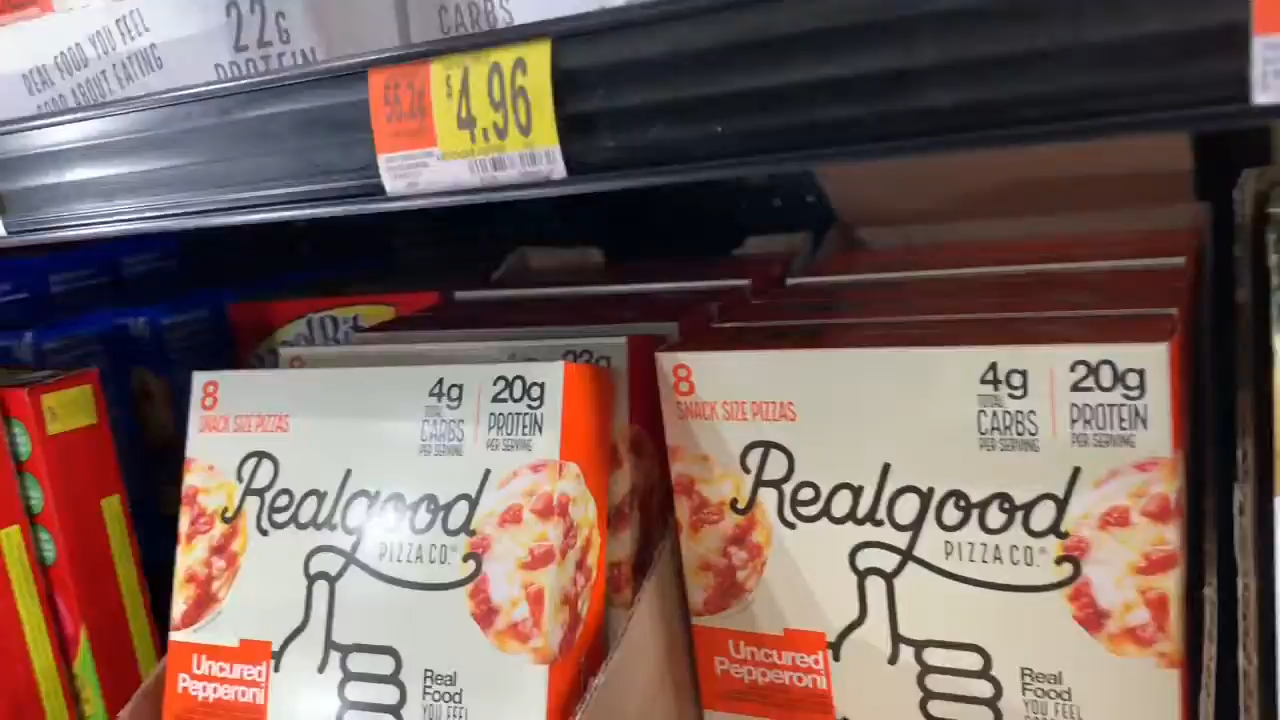 REAL FOOD YOU FEEL
GOOD ABOUT EATING
22G
PROTEIN
CARBS
$4.96
8
SNACK SIZE PIZZAS
4g
TOTAL
CARBS
PER SERVING
20g
PROTEIN
PER SERVING
Realgood
PIZZA CO.
Uncured
Pepperoni
Real
Food
YOU FEEL
23g
8
SNACK SIZE PIZZAS
4g
TOTAL
CARBS
PER SERVING
20g
PROTEIN
PER SERVING
Realgood
PIZZA CO.
Uncured
Pepperoni
Real
Food
YOU FEEL